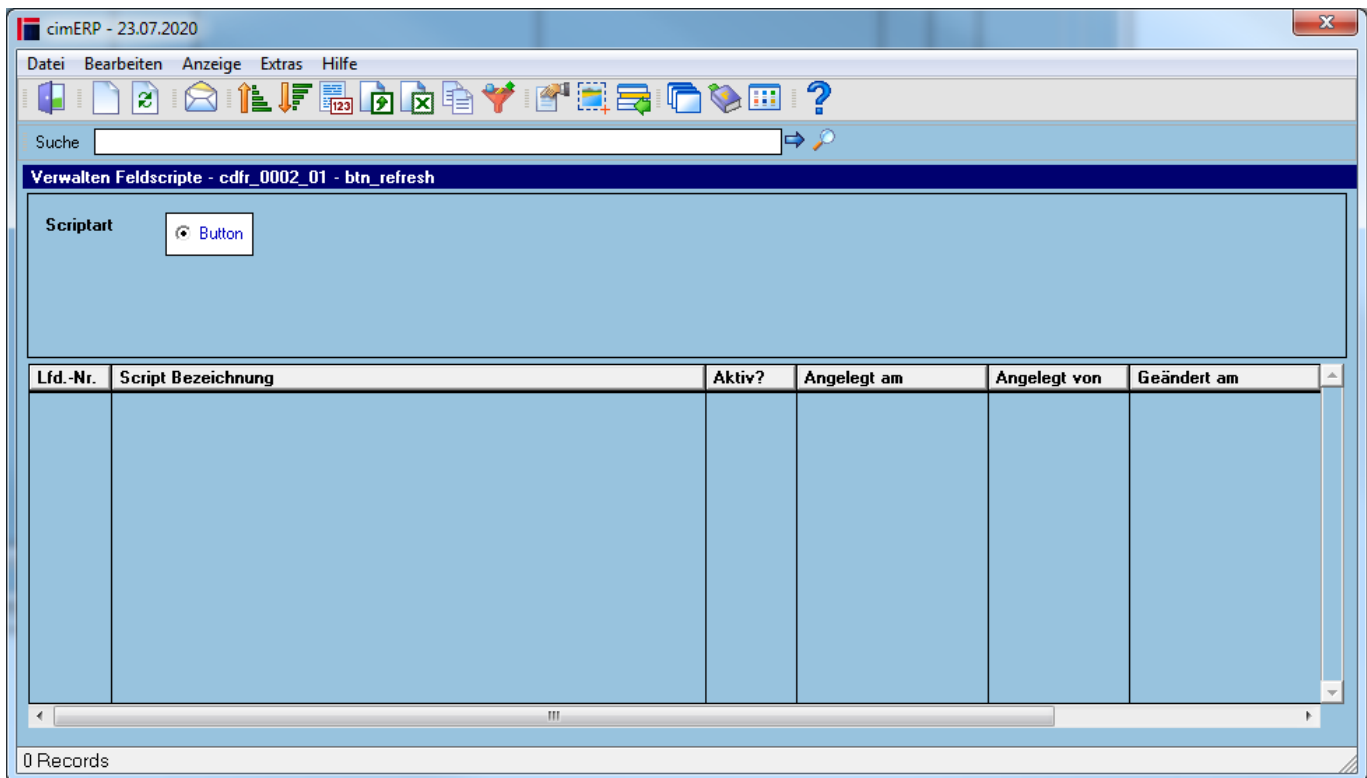 cimERP - 23.07.2020
Datei Bearbeiten Anzeige Extras Hilfe
123
Suche
Verwalten Feldscripte - cdfr_0002_01 - btn_refresh
Scriptart Button
Lfd.-Nr. Script Bezeichnung Aktiv? Angelegt am Angelegt von Geändert am
0 Records